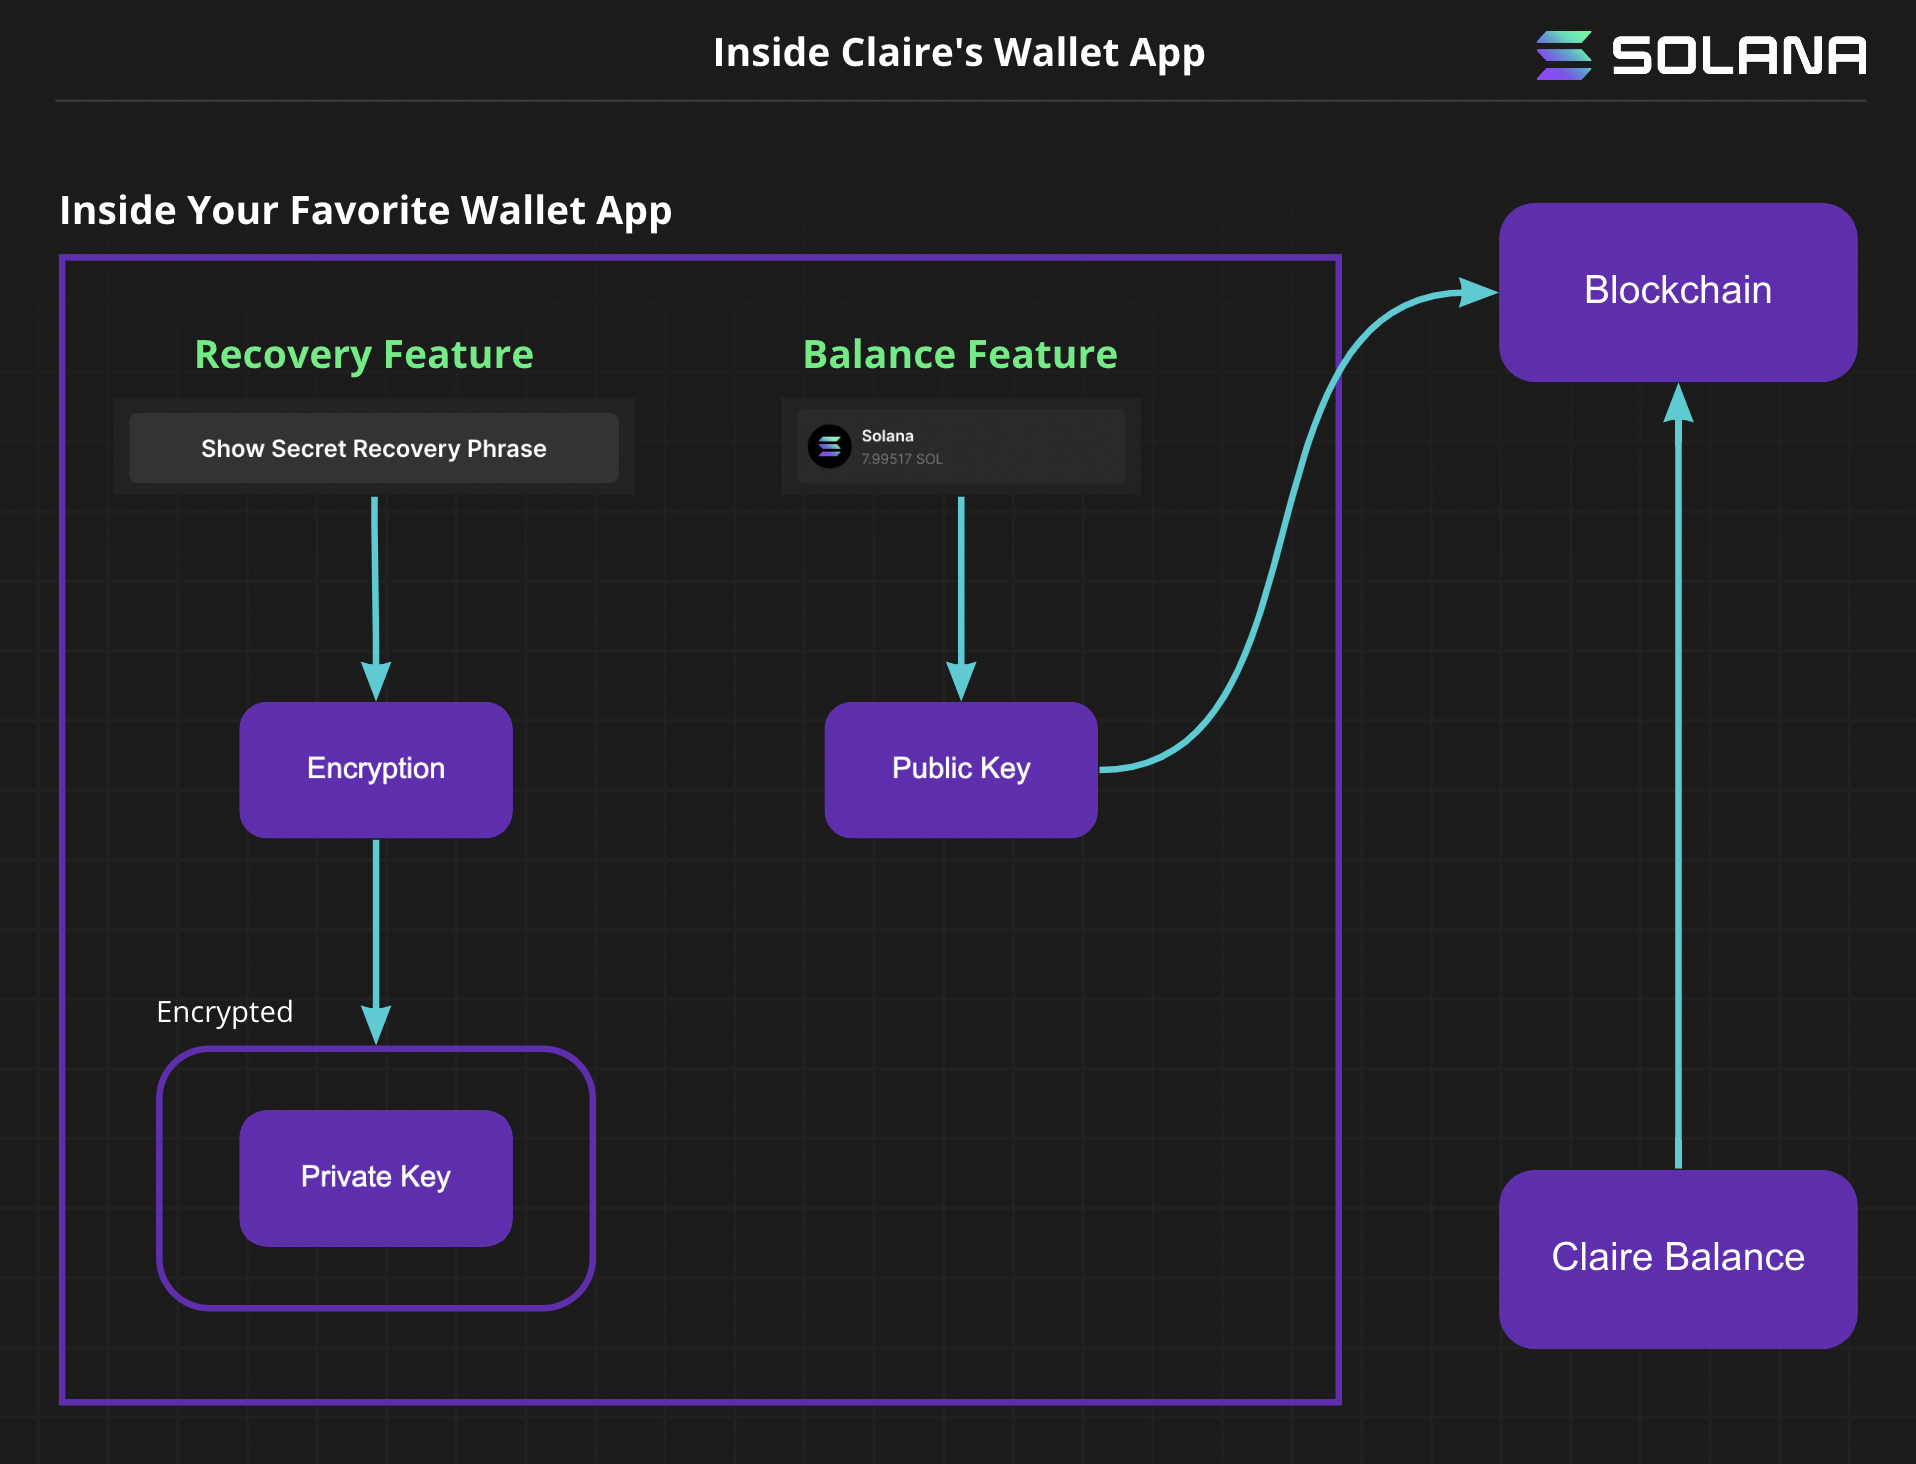 Inside Claire's Wallet App
SOLANA
Inside Your Favorite Wallet App
Blockchain
Recovery Feature
Balance Feature
Show Secret Recovery Phrase
Solana
7.99517 SOL
Encryption
Public Key
Encrypted
Private Key
Claire Balance